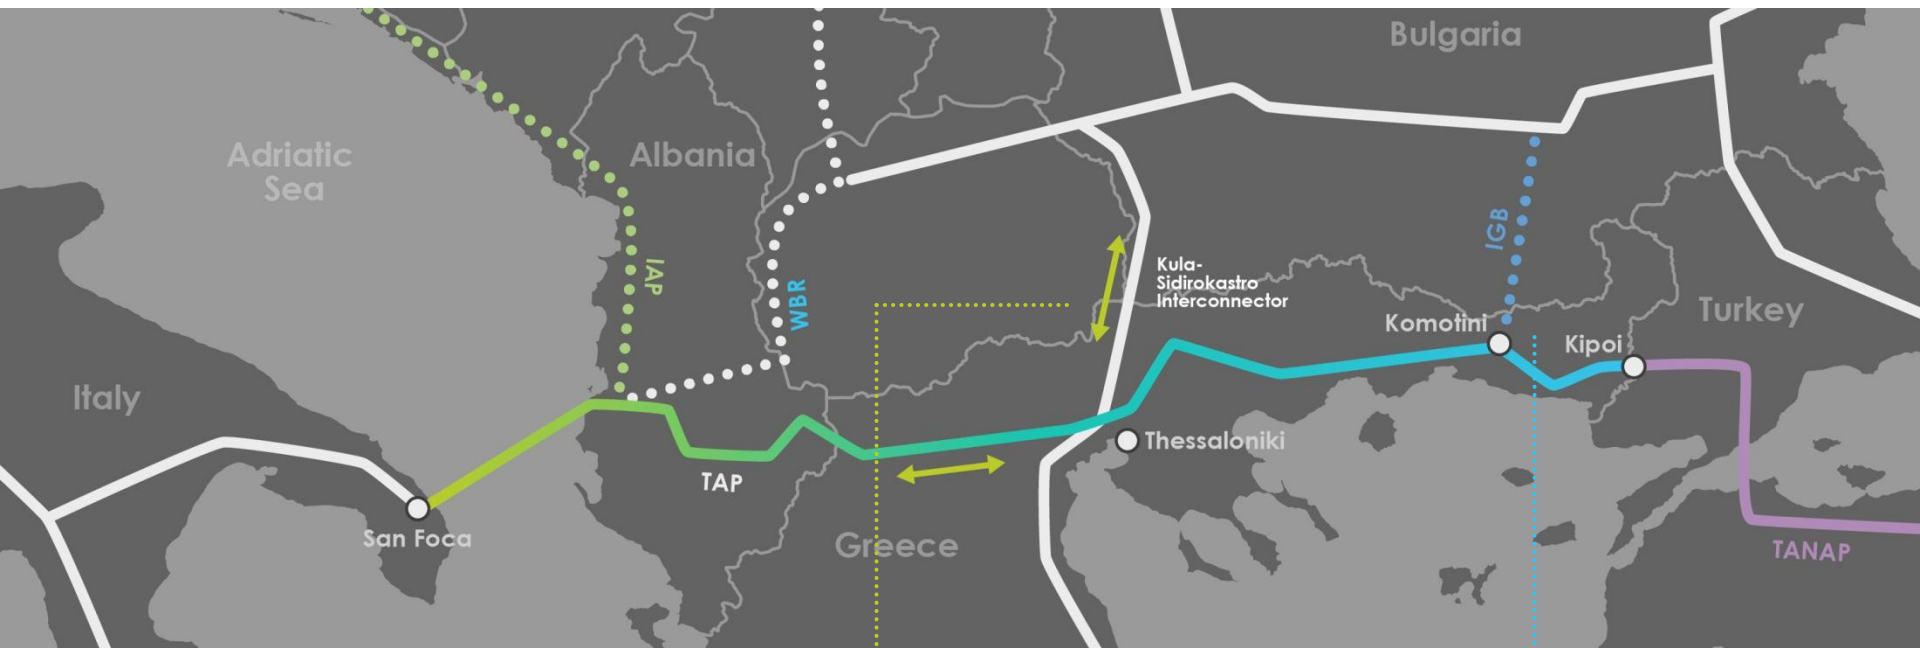 Bulgaria
Adriatic
Sea
Albania
IAP
WBR
IGB
Kula-
Sidirokastro
Interconnector
Komotini
Kipoi
Turkey
Italy
TAP
Thessaloniki
San Foca
Greece
TANAP